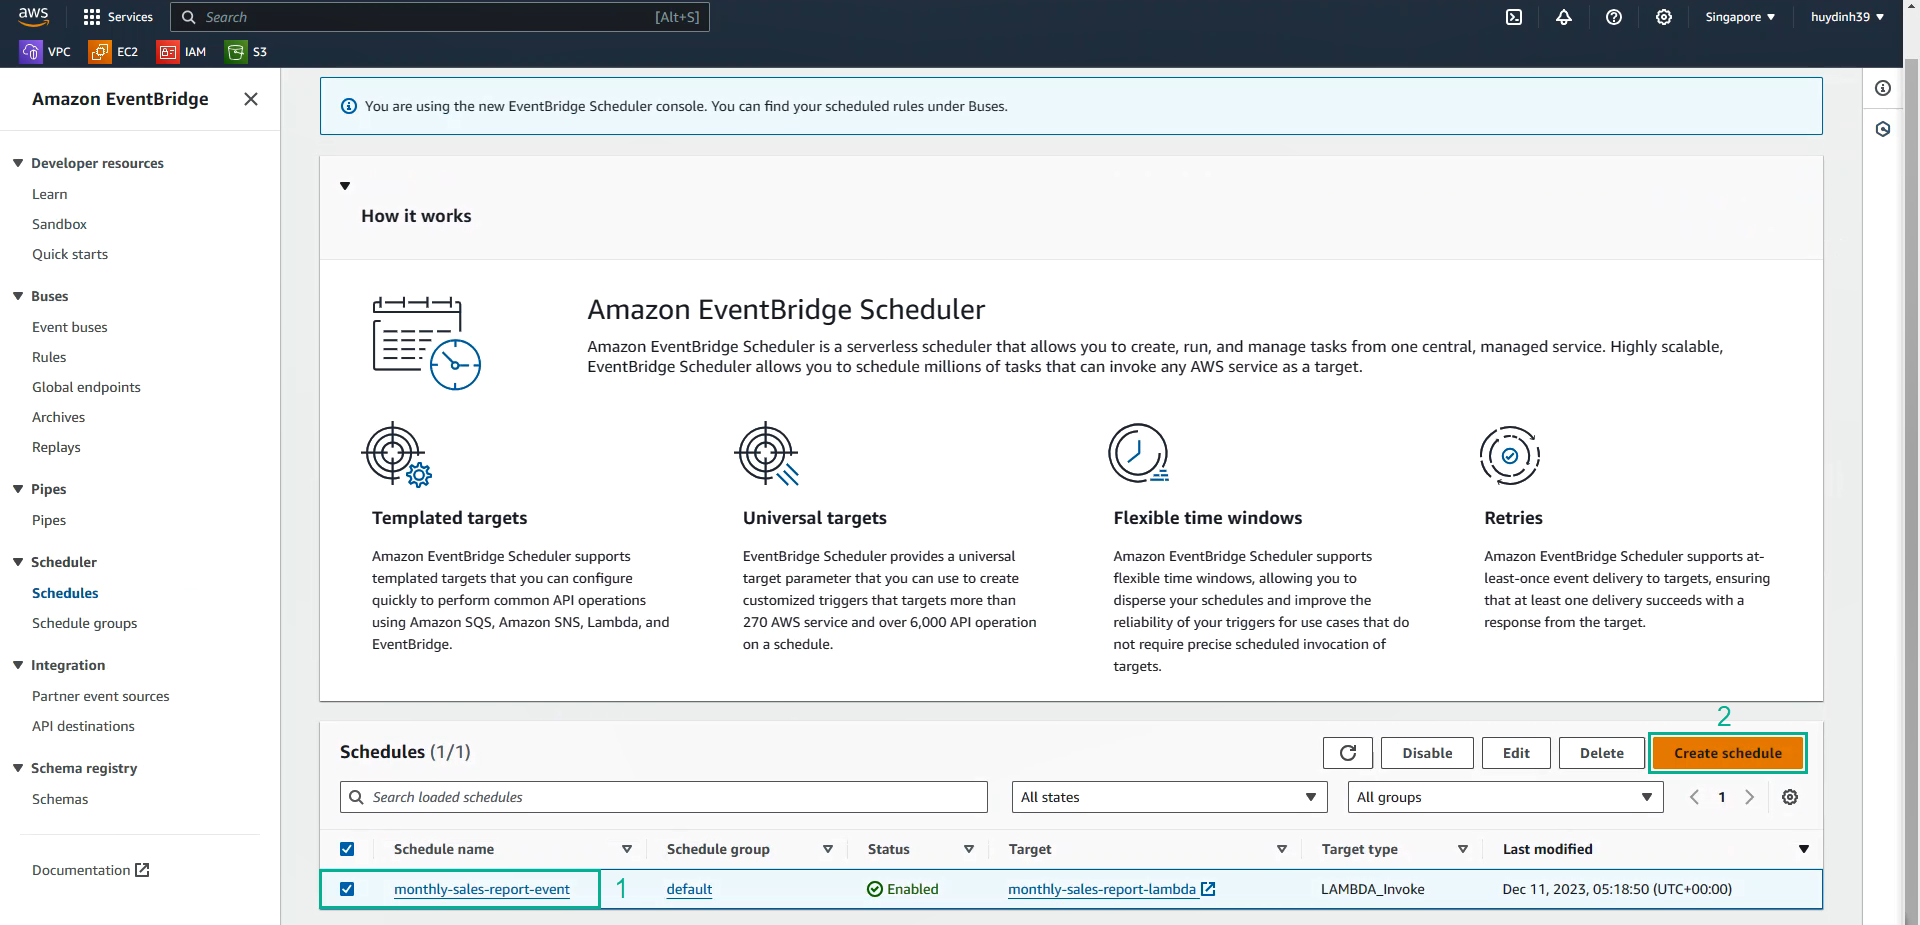 aws
Services
Search
[Alt+S]
Singapore
huydinh39
VPC
EC2
IAM
S3
Amazon EventBridge
Developer resources
Learn
Sandbox
Quick starts
Buses
Event buses
Rules
Global endpoints
Archives
Replays
Pipes
Pipes
Scheduler
Schedules
Schedule groups
Integration
Partner event sources
API destinations
Schema registry
Schemas
Documentation
You are using the new EventBridge Scheduler console. You can find your scheduled rules under Buses.
How it works
Amazon EventBridge Scheduler
Amazon EventBridge Scheduler is a serverless scheduler that allows you to create, run, and manage tasks from one central, managed service. Highly scalable,
EventBridge Scheduler allows you to schedule millions of tasks that can invoke any AWS service as a target.
Templated targets
Amazon EventBridge Scheduler supports
templated targets that you can configure
quickly to perform common API operations
using Amazon SQS, Amazon SNS, Lambda, and
EventBridge.
Universal targets
EventBridge Scheduler provides a universal
target parameter that you can use to create
customized triggers that targets more than
270 AWS service and over 6,000 API operation
on a schedule.
Flexible time windows
Amazon EventBridge Scheduler supports
flexible time windows, allowing you to
disperse your schedules and improve the
reliability of your triggers for use cases that do
not require precise scheduled invocation of
targets.
Retries
Amazon EventBridge Scheduler supports at-
least-once event delivery to targets, ensuring
that at least one delivery succeeds with a
response from the target.
2
Schedules (1/1)
Disable
Edit
Delete
Create schedule
Search loaded schedules
All states
All groups
1
Schedule name
Schedule group
Status
Target
Target type
Last modified
monthly-sales-report-event
1
default
Enabled
monthly-sales-report-lambda
LAMBDA_Invoke
Dec 11, 2023, 05:18:50 (UTC+00:00)